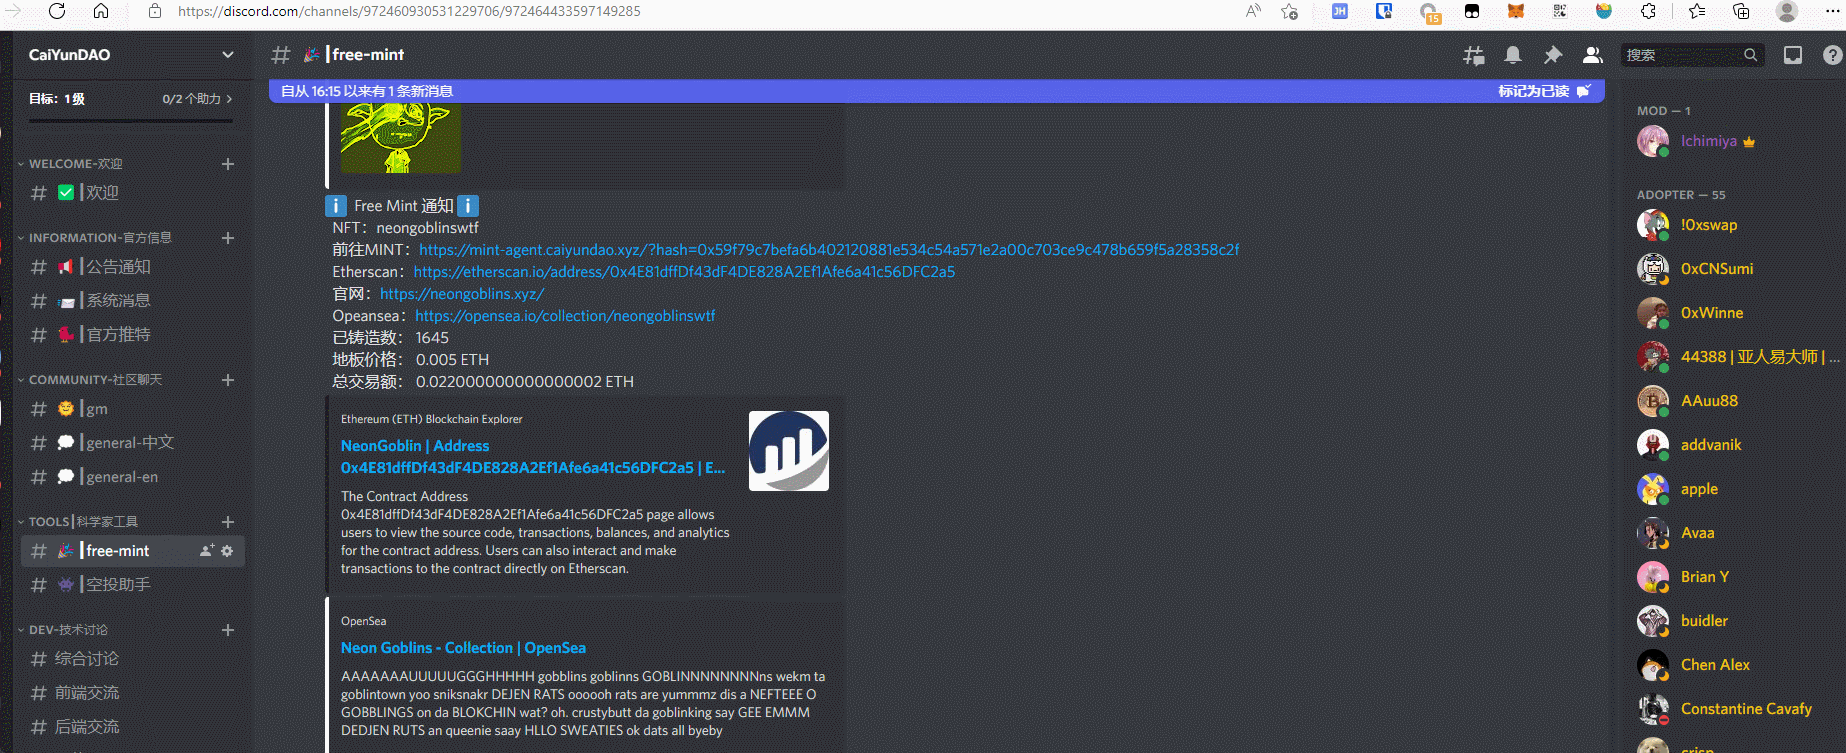 https://discord.com/channels/972460930531229706/972464433597149285
15
CaiYunDAO
目标：1 级
0/2 个助力
WELCOME-欢迎
欢迎
INFORMATION-官方信息
公告通知
系统消息
官方推特
COMMUNITY-社区聊天
gm
general-中文
general-en
TOOLS|科学家工具
free-mint
空投助手
DEV-技术讨论
综合讨论
前端交流
后端交流
free-mint
搜索
自从 16:15 以来有 1 条新消息
标记为已读
Free Mint 通知
NFT：neongoblinswtf
前往MINT：https://mint-agent.caiyundao.xyz/?hash=0x59f79c7befa6b402120881e534c54a571e2a00c703ce9c478b659f5a28358c2f
Etherscan：https://etherscan.io/address/0x4E81dffDf43dF4DE828A2Ef1Afe6a41c56DFC2a5
官网：https://neongoblins.xyz/
Opeansea：https://opensea.io/collection/neongoblinswtf
已铸造数： 1645
地板价格： 0.005 ETH
总交易额： 0.022000000000000002 ETH
Ethereum (ETH) Blockchain Explorer
NeonGoblin | Address
0x4E81dffDf43dF4DE828A2Ef1Afe6a41c56DFC2a5 | E...
The Contract Address
0x4E81dffDf43dF4DE828A2Ef1Afe6a41c56DFC2a5 page allows
users to view the source code, transactions, balances, and analytics
for the contract address. Users can also interact and make
transactions to the contract directly on Etherscan.
OpenSea
Neon Goblins - Collection | OpenSea
AAAAAAAUUUUUGGGHHHHH gobblins goblinns GOBLINNNNNNNNns wekm ta
goblintown yoo sniksnakr DEJEN RATS oooooh rats are yummmz dis a NEFTEEE O
GOBBLINGS on da BLOKCHIN wat? oh. crustybutt da goblinking say GEE EMMM
DEDJEN RUTS an queenie saay HLLO SWEATIES ok dats all byeby
MOD — 1
Ichimiya
ADOPTER — 55
!0xswap
0xCNSumi
0xWinne
44388 | 亚人易大师 | ...
AAuu88
addvanik
apple
Avaa
Brian Y
buidler
Chen Alex
Constantine Cavafy
crisp